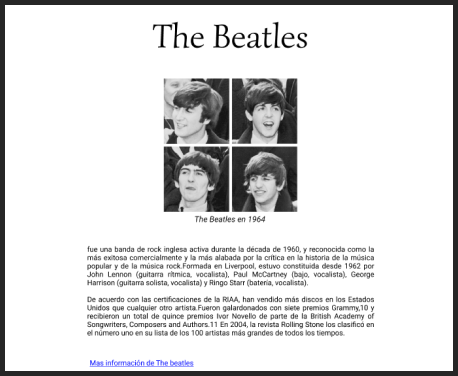 The Beatles
The Beatles en 1964
fue una banda de rock inglesa activa durante la década de 1960, y reconocida como la
más exitosa comercialmente y la más alabada por la crítica en la historia de la música
popular y de la música rock.Formada en Liverpool, estuvo constituida desde 1962 por
John Lennon (guitarra rítmica, vocalista), Paul McCartney (bajo, vocalista), George
Harrison (guitarra solista, vocalista) y Ringo Starr (batería, vocalista).
De acuerdo con las certificaciones de la RIAA, han vendido más discos en los Estados
Unidos que cualquier otro artista.Fueron galardonados con siete premios Grammy,10 y
recibieron un total de quince premios Ivor Novello de parte de la British Academy of
Songwriters, Composers and Authors.11 En 2004, la revista Rolling Stone los clasificó en
el número uno en su lista de los 100 artistas más grandes de todos los tiempos.
Mas información de The beatles